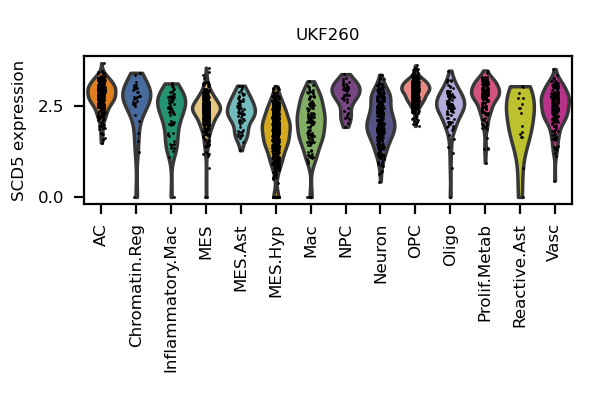 UKF260
SCD5 expression
2.5
0.0
AC
Chromatin.Reg
Inflammatory.Mac
MES
MES.Ast
MES.Hyp
Mac
NPC
Neuron
OPC
Oligo
Prolif.Metab
Reactive.Ast
Vasc